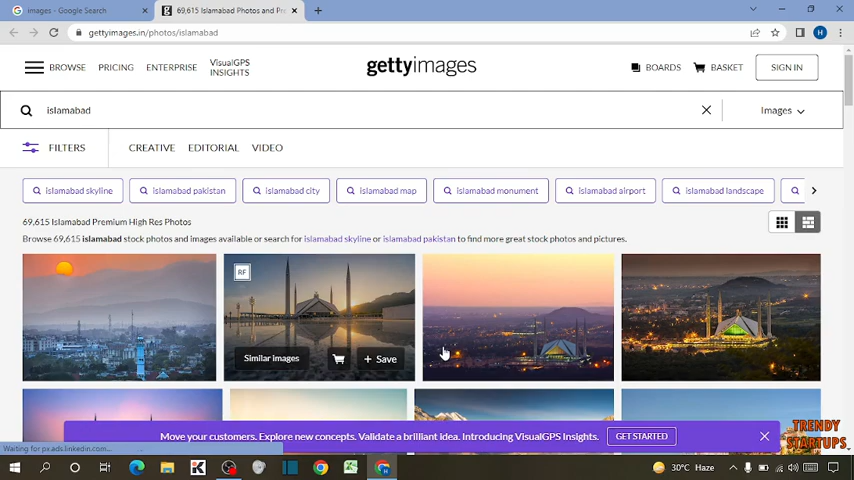 images - Google Search
69,615 Islamabad Photos and Pre
gettyimages.in/photos/islamabad
H
BROWSE
PRICING
ENTERPRISE
VisualGPS
INSIGHTS
gettyimages
BOARDS
BASKET
SIGN IN
islamabad
Images
FILTERS
CREATIVE
EDITORIAL
VIDEO
islamabad skyline
islamabad pakistan
islamabad city
islamabad map
islamabad monument
islamabad airport
islamabad landscape
69,615 Islamabad Premium High Res Photos
Browse 69,615 islamabad stock photos and images available or search for islamabad skyline or islamabad pakistan to find more great stock photos and pictures.
RF
Similar images
+ Save
Move your customers. Explore new concepts. Validate a brilliant idea. Introducing VisualGPS Insights.
GET STARTED
TRENDY
STARTUPS
Waiting for px.ads.linkedin.com...
30°C Haze